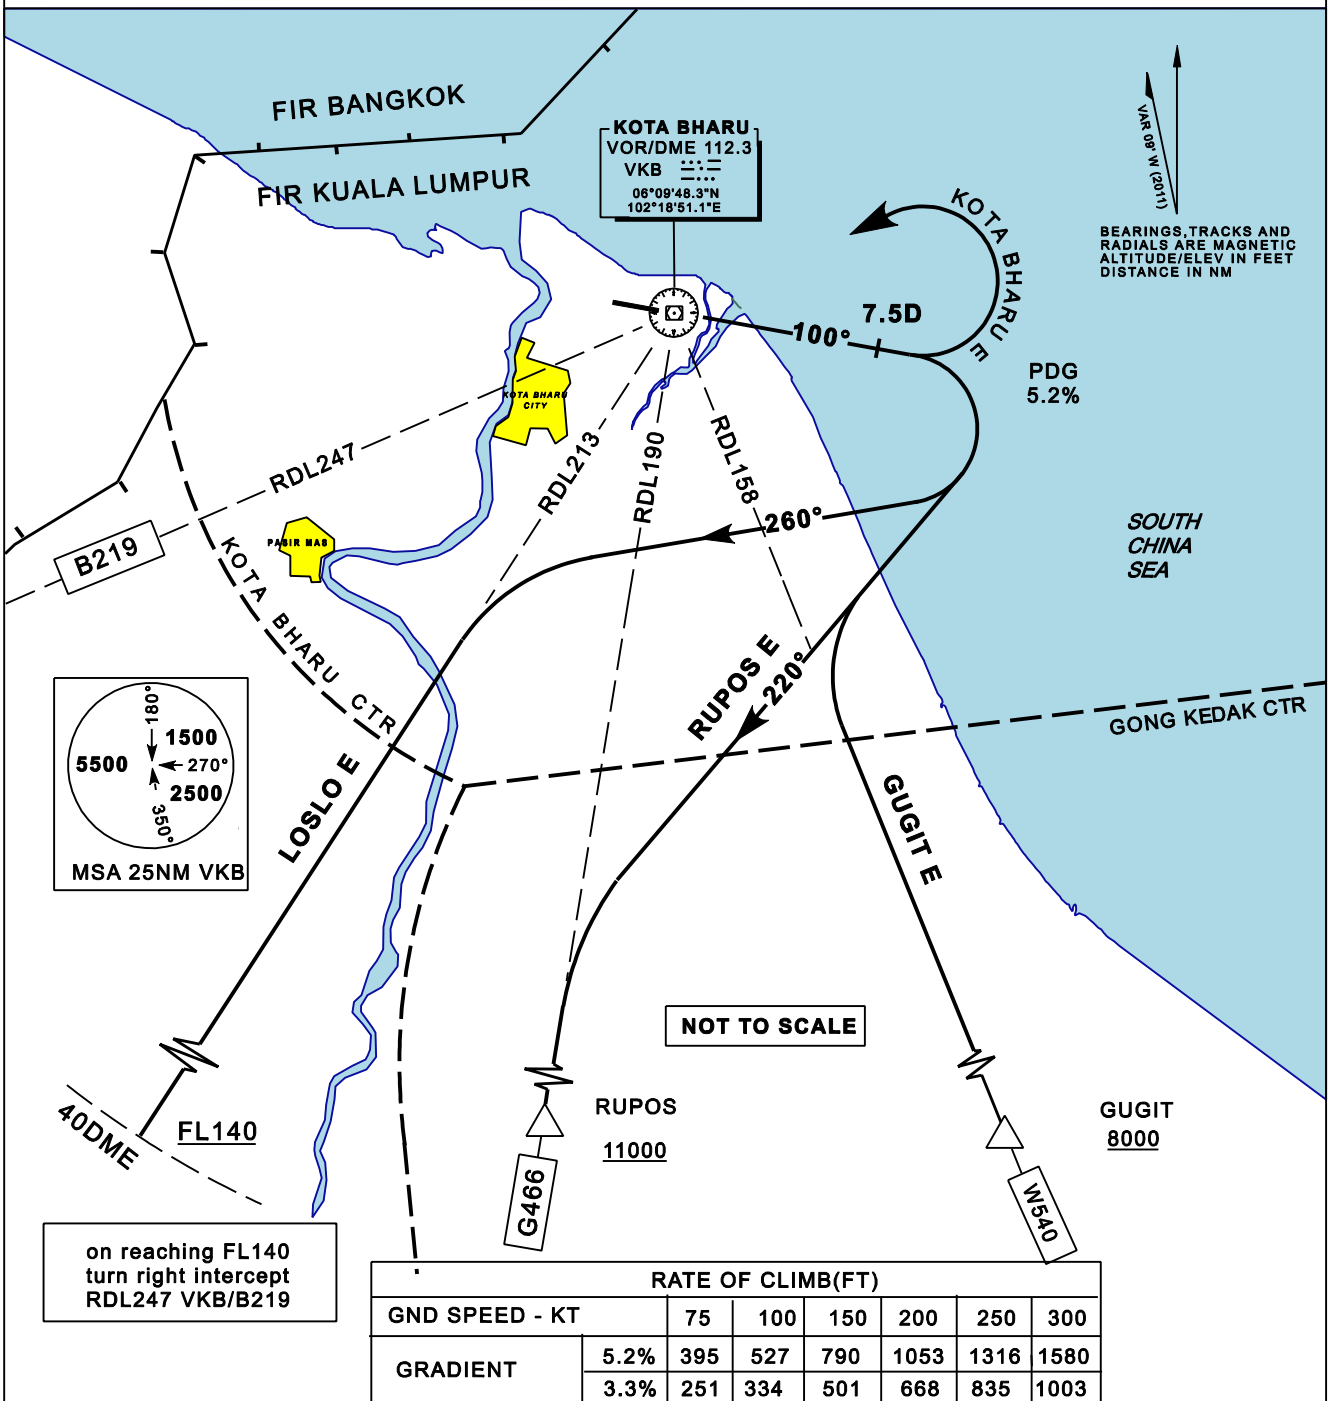 FIR BANGKOK
FIR KUALA LUMPUR
KOTA BHARU
VOR/DME 112.3
VKB
06°09'48.3"N
102°18'51.1"E
VAR 09' W (2011)
BEARINGS,TRACKS AND
RADIALS ARE MAGNETIC
ALTITUDE/ELEV IN FEET
DISTANCE IN NM
KOTA BHARU E
7.5D
100°
PDG
5.2%
KOTA BHARU
CITY
RDL247
RDL213
RDL190
RDL158
260°
SOUTH
CHINA
SEA
B219
PASIR MAS
KOTA BHARU CTR
RUPOS E
220°
GONG KEDAK CTR
180°
1500
5500
270°
2500
350°
MSA 25NM VKB
LOSLO E
GUGIT E
NOT TO SCALE
40DME
FL140
RUPOS
11000
GUGIT
8000
G466
W540
on reaching FL140
turn right intercept
RDL247 VKB/B219
RATE OF CLIMB(FT)
GND SPEED - KT 75 100 150 200 250 300
GRADIENT
5.2% 395 527 790 1053 1316 1580
3.3% 251 334 501 668 835 1003